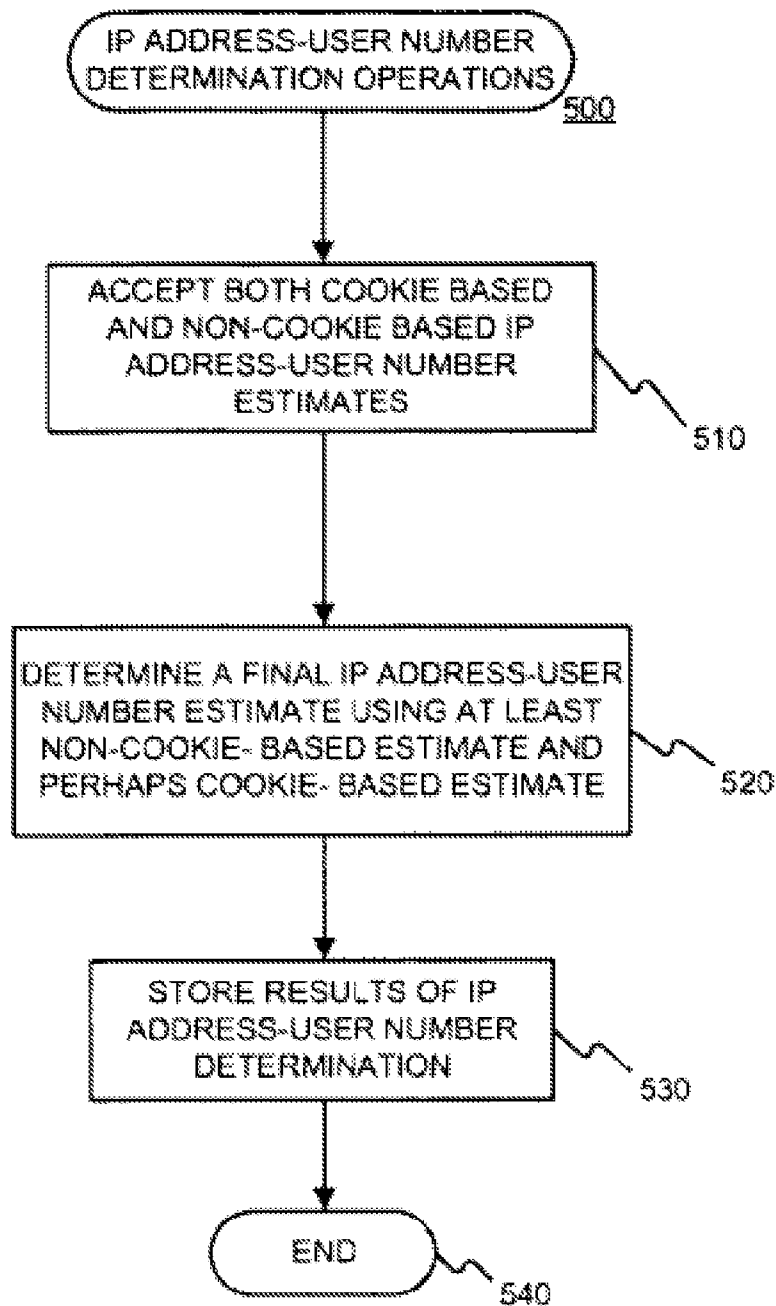 IP ADDRESS-USER NUMBER
DETERMINATION OPERATIONS
500
ACCEPT BOTH COOKIE BASED
AND NON-COOKIE BASED IP
ADDRESS-USER NUMBER
ESTIMATES
510
DETERMINE A FINAL IP ADDRESS-USER
NUMBER ESTIMATE USING AT LEAST
NON-COOKIE- BASED ESTIMATE AND
PERHAPS COOKIE- BASED ESTIMATE
520
STORE RESULTS OF IP
ADDRESS-USER NUMBER
DETERMINATION
530
END
540